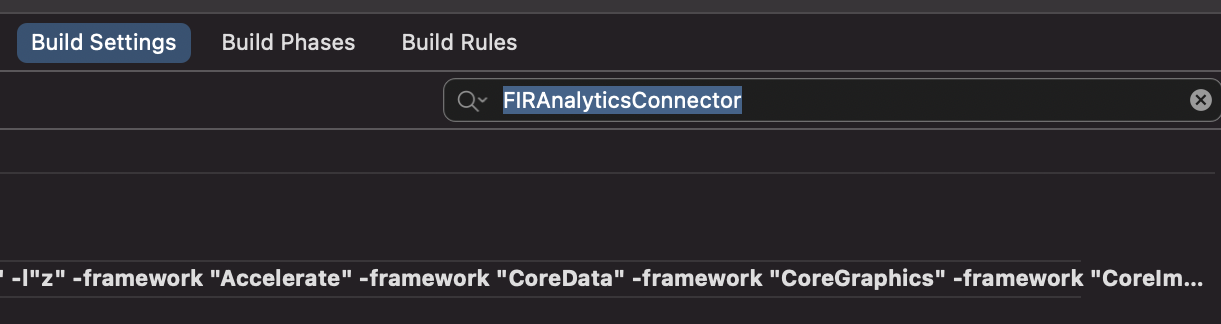 Build Settings Build Phases Build Rules
FIRAnalyticsConnector
" -l"z" -framework "Accelerate" -framework "CoreData" -framework "CoreGraphics" -framework "CoreIm...